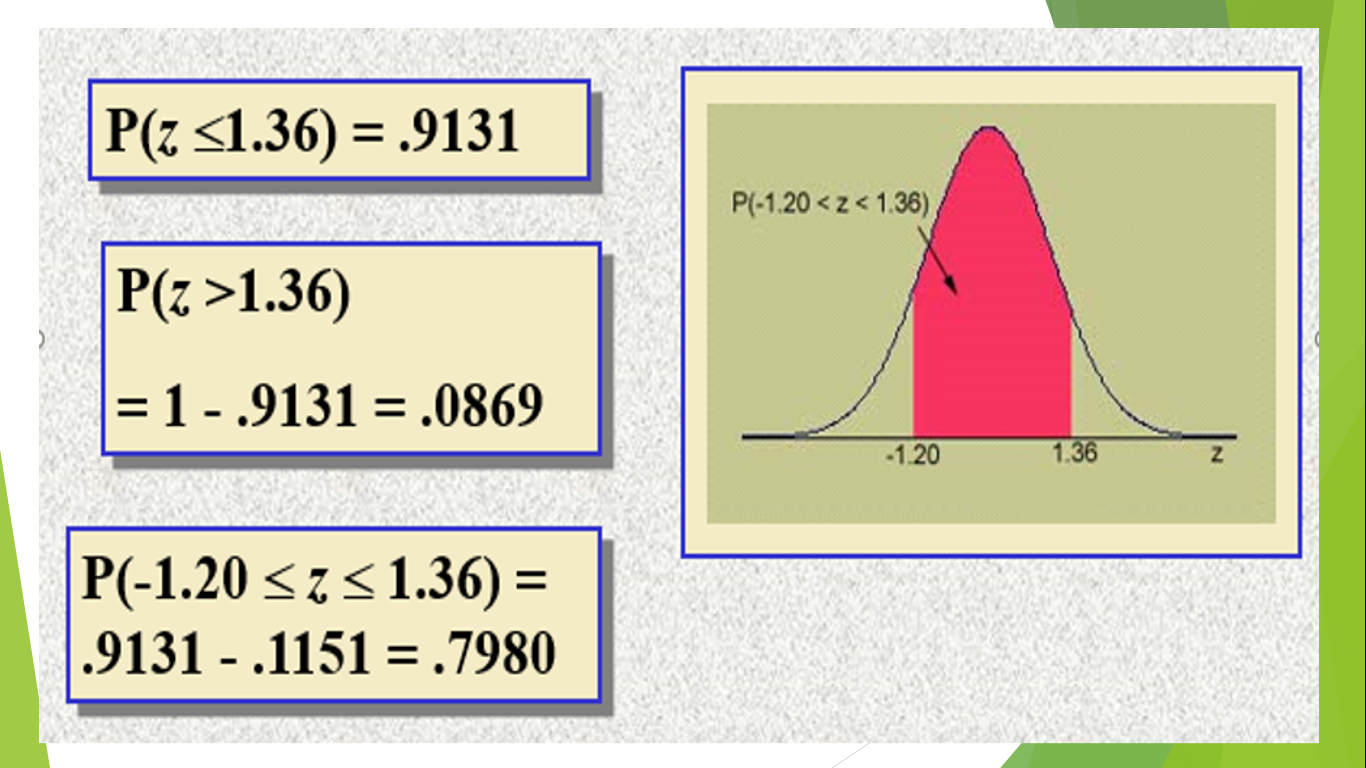 P(z ≤1.36) = .9131
P(z >1.36)
= 1 - .9131 = .0869
P(-1.20 ≤ z ≤ 1.36) =
.9131 - .1151 = .7980
P(-1.20 < z < 1.36)
-1.20 1.36 z